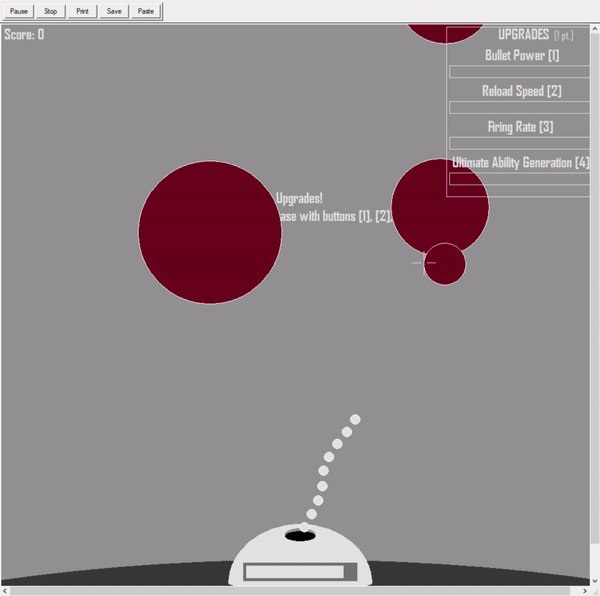 Pause Stop Print Save Paste
Score: 0
UPGRADES [1 pt.]
Bullet Power [1]
Reload Speed [2]
Firing Rate [3]
Ultimate Ability Generation [4]
Upgrades!
ase with buttons [1], [2],